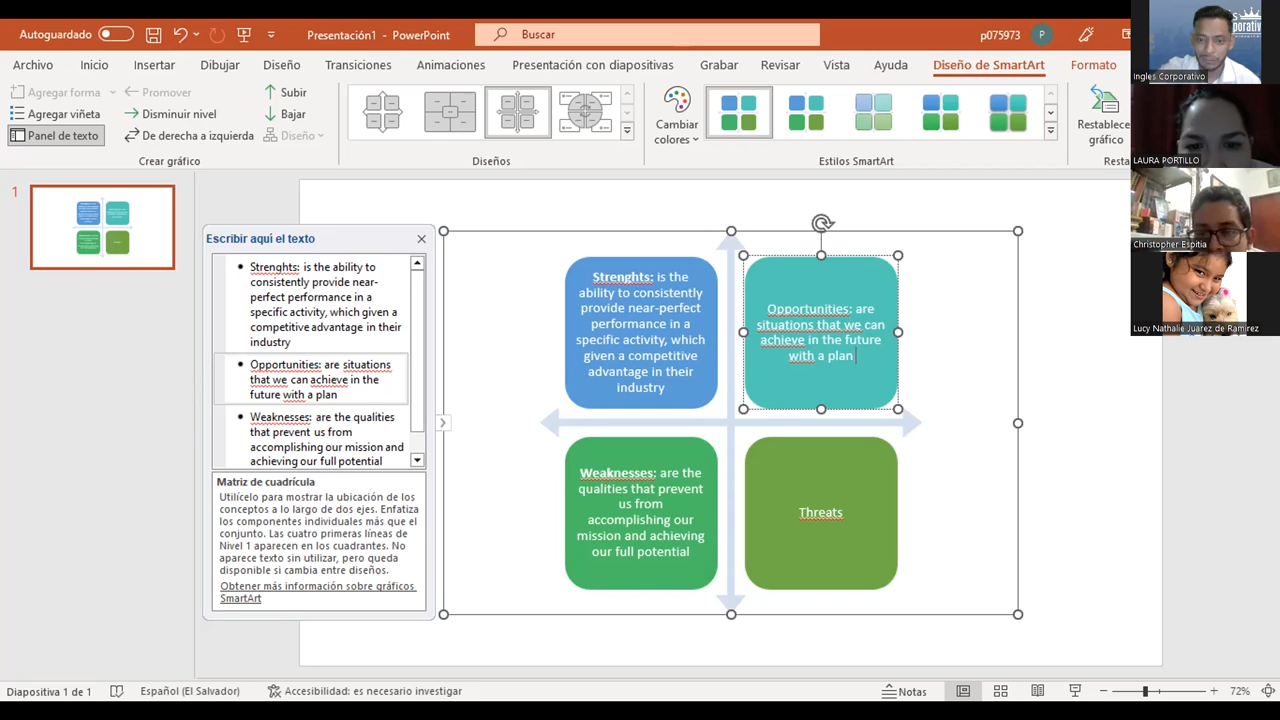 Autoguardado
Presentación1 - PowerPoint
Buscar
p075973
P
Archivo
Inicio
Insertar
Dibujar
Diseño
Transiciones
Animaciones
Presentación con diapositivas
Grabar
Revisar
Vista
Ayuda
Diseño de SmartArt
Formato
Agregar forma
Promover
Subir
Agregar viñeta
Disminuir nivel
Bajar
Panel de texto
De derecha a izquierda
Diseño
Cambiar
colores
Restablecer
gráfico
Crear gráfico
Diseños
Estilos SmartArt
Resta
Ingles Corporativo
LAURA PORTILLO
Christopher Espitia
Lucy Nathalie Juarez de Ramirez
1
Escribir aquí el texto
Strenghts: is the ability to
consistently provide near-
perfect performance in a
specific activity, which given a
competitive advantage in their
industry
Opportunities: are situations
that we can achieve in the
future with a plan
Weaknesses: are the qualities
that prevent us from
accomplishing our mission and
achieving our full potential
Matriz de cuadrícula
Utilícelo para mostrar la ubicación de los
conceptos a lo largo de dos ejes. Enfatiza
los componentes individuales más que el
conjunto. Las cuatro primeras líneas de
Nivel 1 aparecen en los cuadrantes. No
aparece texto sin utilizar, pero queda
disponible si cambia entre diseños.
Obtener más información sobre gráficos
SmartArt
Strenghts: is the
ability to consistently
provide near-perfect
performance in a
specific activity, which
given a competitive
advantage in their
industry
Opportunities: are
situations that we can
achieve in the future
with a plan
Weaknesses: are the
qualities that prevent
us from
accomplishing our
mission and achieving
our full potential
Threats
Diapositiva 1 de 1
Español (El Salvador)
Accesibilidad: es necesario investigar
Notas
72%